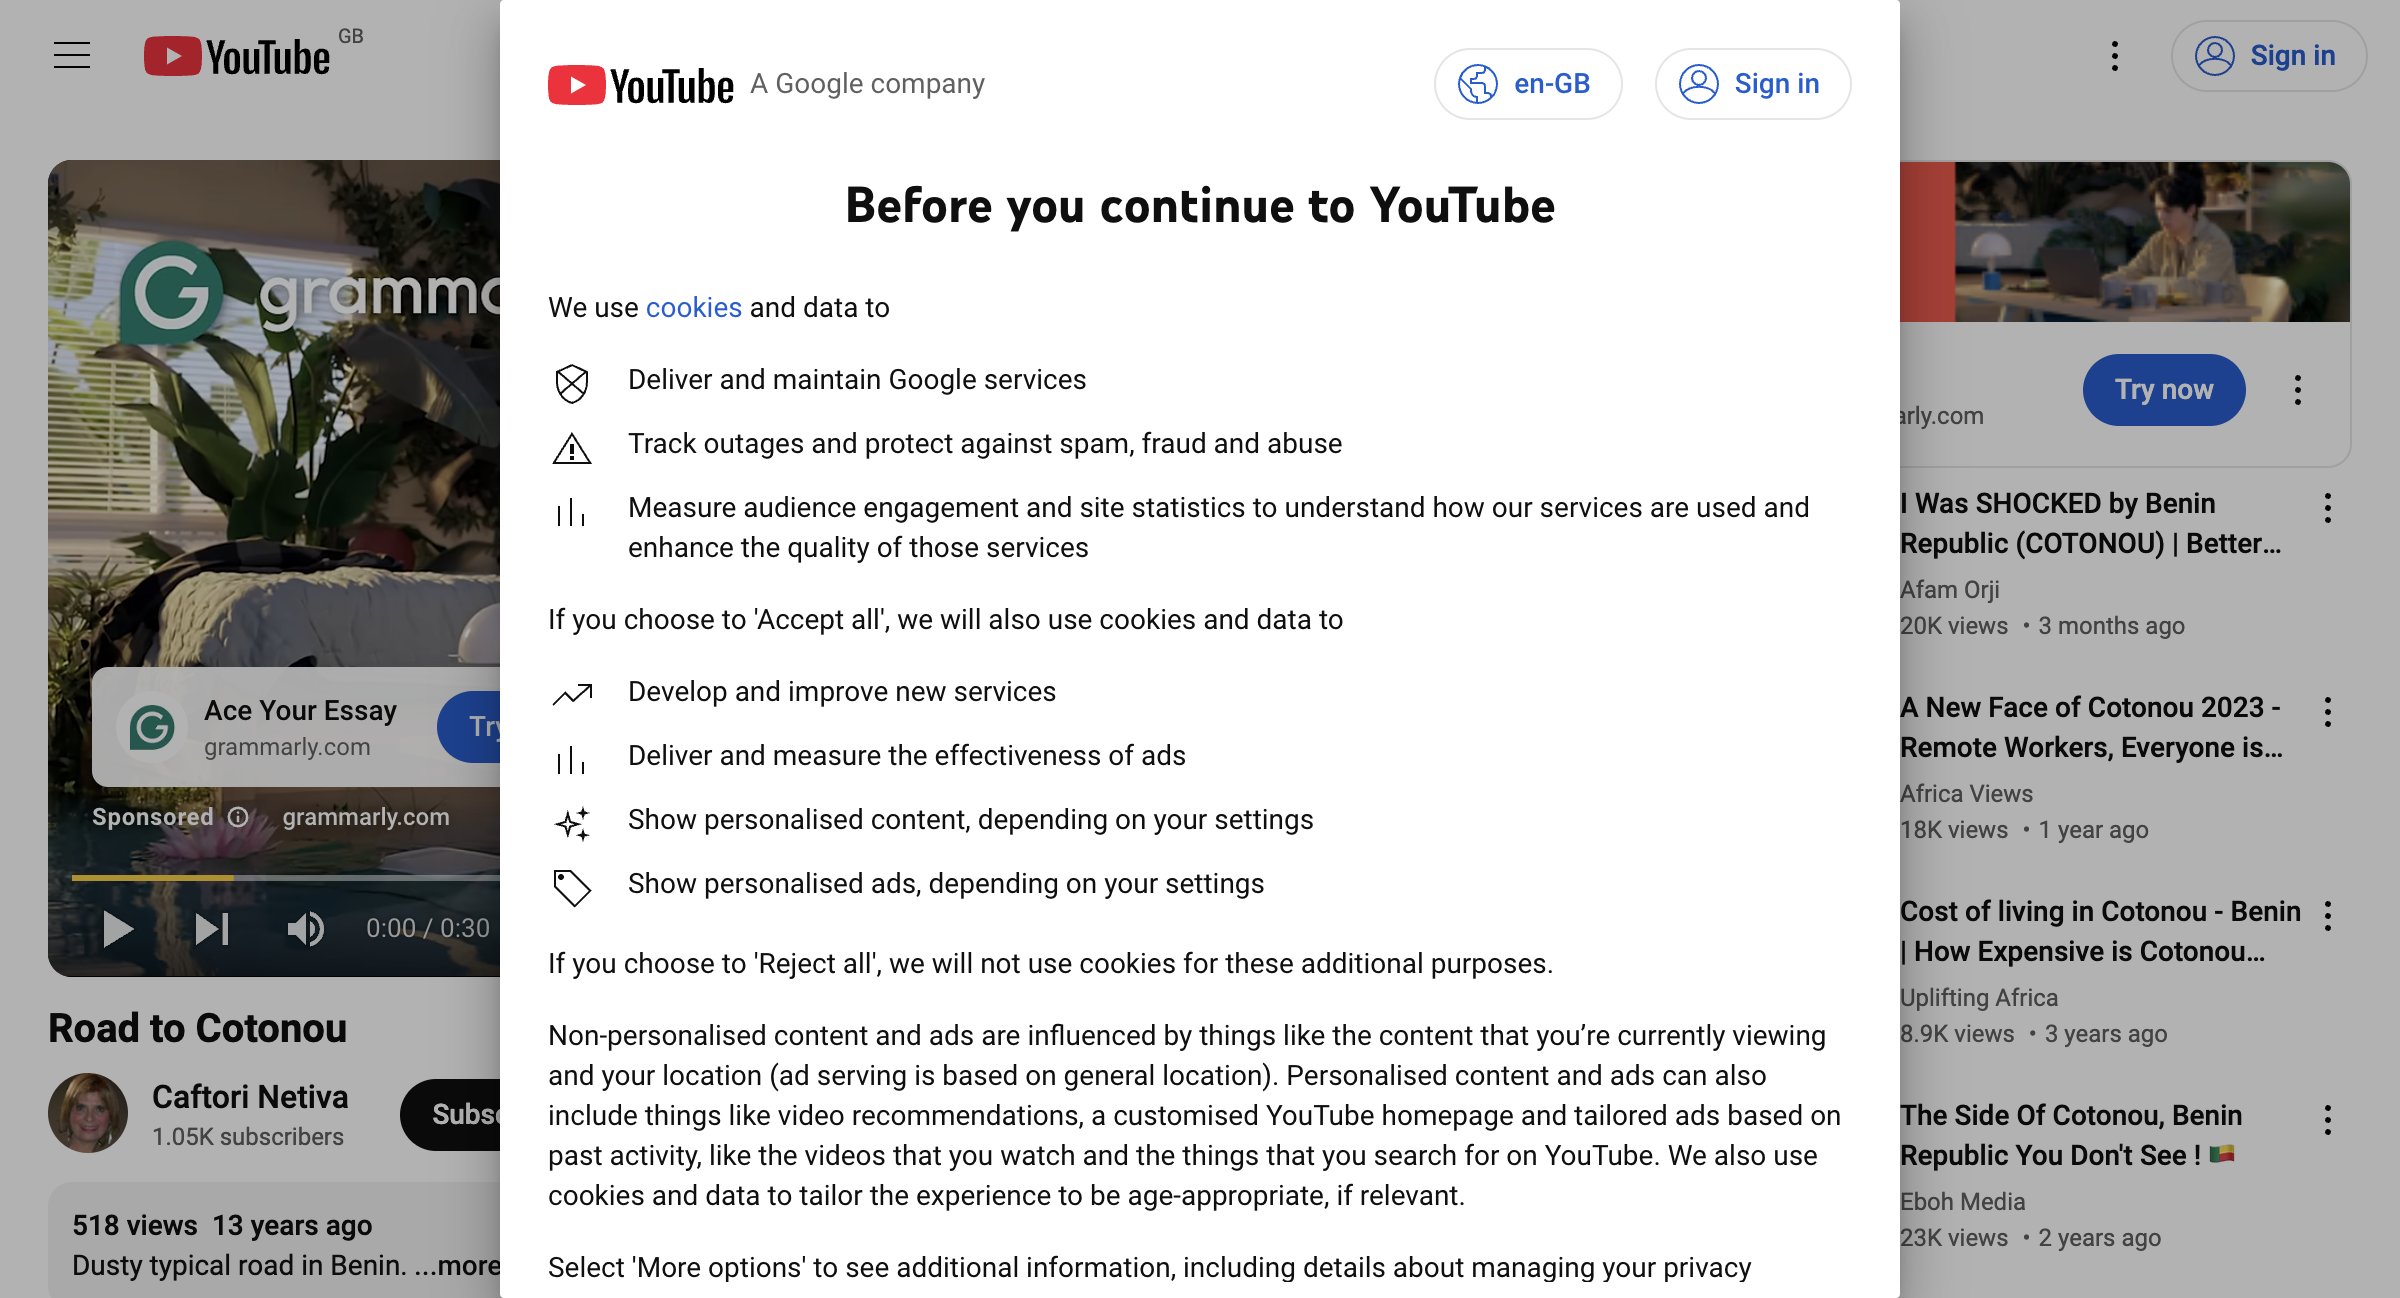 YouTube GB
Sign in
YouTube A Google company
en-GB
Sign in
Before you continue to YouTube
We use cookies and data to
Deliver and maintain Google services
Track outages and protect against spam, fraud and abuse
Measure audience engagement and site statistics to understand how our services are used and
enhance the quality of those services
If you choose to 'Accept all', we will also use cookies and data to
Develop and improve new services
Deliver and measure the effectiveness of ads
Show personalised content, depending on your settings
Show personalised ads, depending on your settings
If you choose to 'Reject all', we will not use cookies for these additional purposes.
Non-personalised content and ads are influenced by things like the content that you’re currently viewing
and your location (ad serving is based on general location). Personalised content and ads can also
include things like video recommendations, a customised YouTube homepage and tailored ads based on
past activity, like the videos that you watch and the things that you search for on YouTube. We also use
cookies and data to tailor the experience to be age-appropriate, if relevant.
Select 'More options' to see additional information, including details about managing your privacy
Ace Your Essay
grammarly.com
Sponsored grammarly.com
0:00 / 0:30
Road to Cotonou
Caftori Netiva
1.05K subscribers
518 views 13 years ago
Dusty typical road in Benin. ...more
Try now
I Was SHOCKED by Benin
Republic (COTONOU) | Better...
Afam Orji
20K views • 3 months ago
A New Face of Cotonou 2023 -
Remote Workers, Everyone is...
Africa Views
18K views • 1 year ago
Cost of living in Cotonou - Benin
| How Expensive is Cotonou...
Uplifting Africa
8.9K views • 3 years ago
The Side Of Cotonou, Benin
Republic You Don't See !
Eboh Media
23K views • 2 years ago